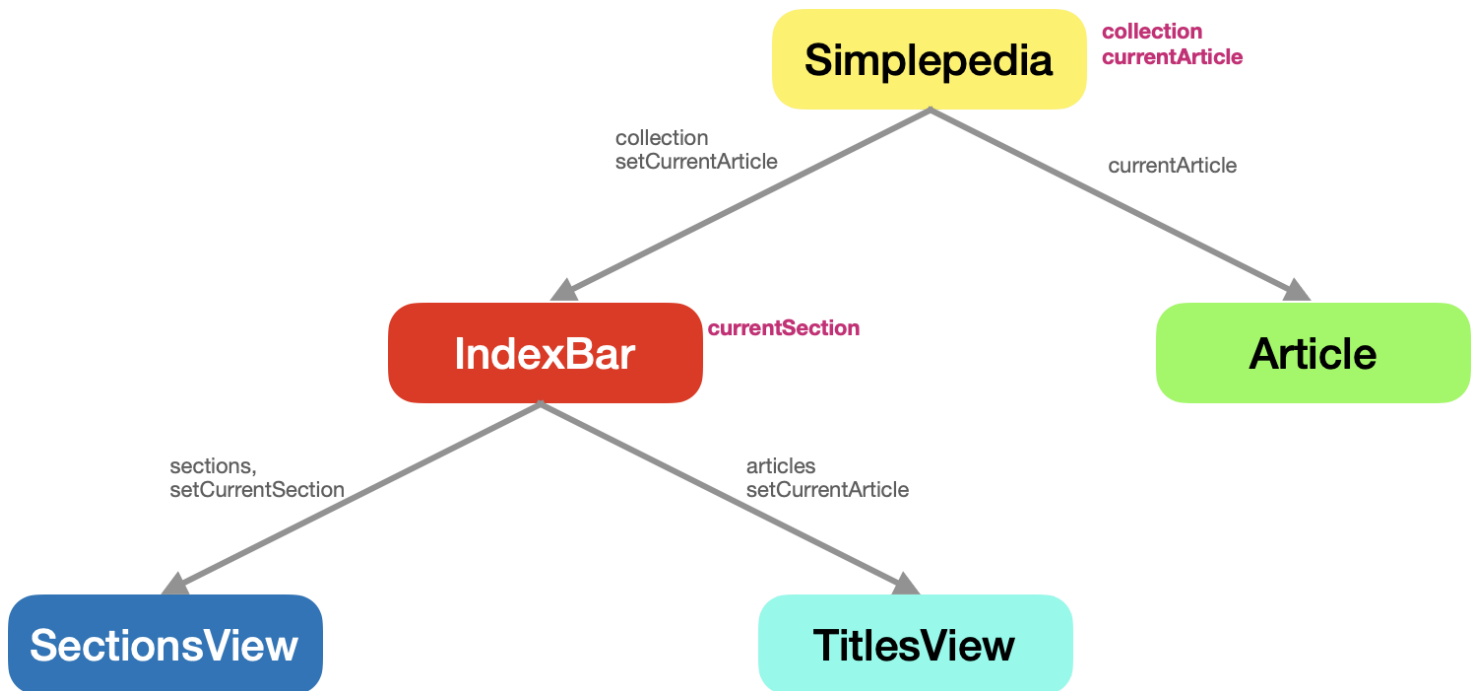 Simplepedia
collection
currentArticle
collection
setCurrentArticle
currentArticle
IndexBar
currentSection
Article
sections,
setCurrentSection
articles
setCurrentArticle
SectionsView
TitlesView